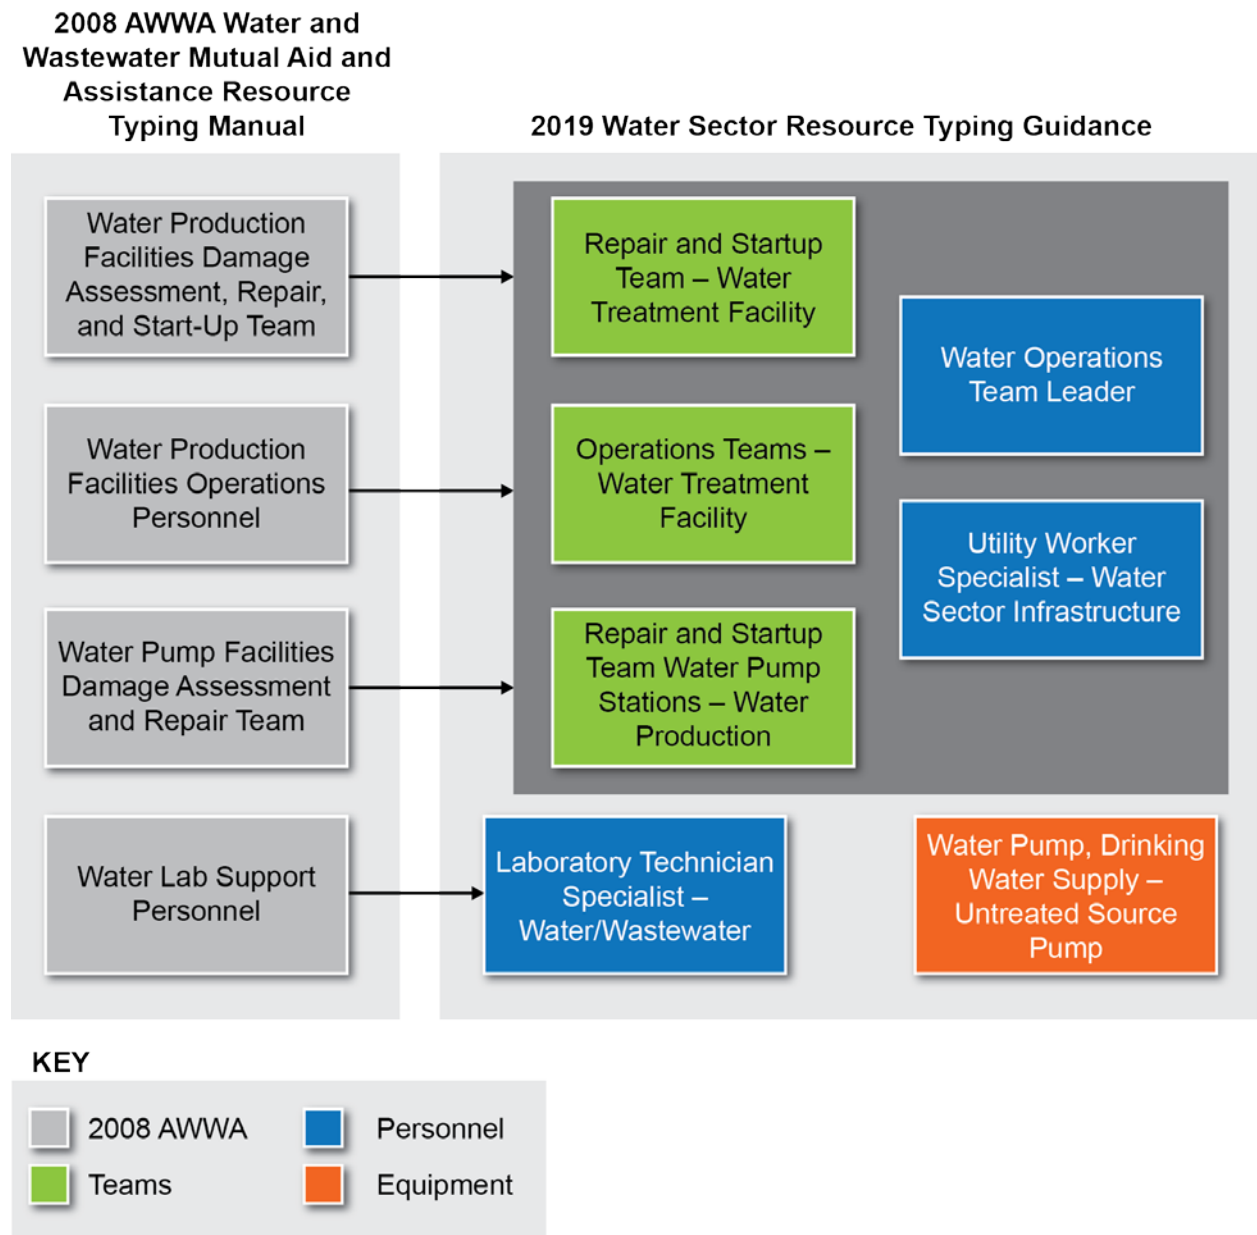 2008 AWWA Water and
Wastewater Mutual Aid and
Assistance Resource
Typing Manual
2019 Water Sector Resource Typing Guidance
Water Production
Facilities Damage
Assessment, Repair,
and Start-Up Team
Repair and Startup
Team – Water
Treatment Facility
Water Operations
Team Leader
Water Production
Facilities Operations
Personnel
Operations Teams –
Water Treatment
Facility
Utility Worker
Specialist – Water
Sector Infrastructure
Water Pump Facilities
Damage Assessment
and Repair Team
Repair and Startup
Team Water Pump
Stations – Water
Production
Water Lab Support
Personnel
Laboratory Technician
Specialist –
Water/Wastewater
Water Pump, Drinking
Water Supply –
Untreated Source
Pump
KEY
2008 AWWA
Personnel
Teams
Equipment